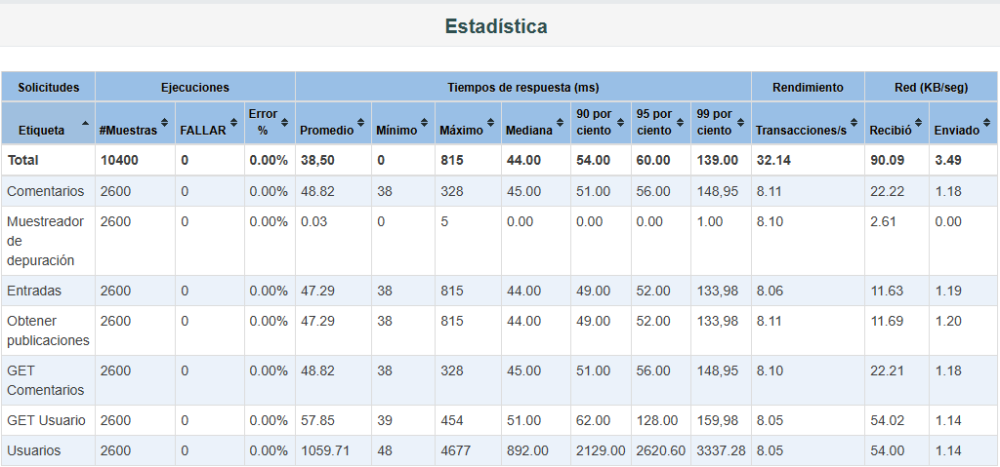 Estadística
Solicitudes Ejecuciones Tiempos de respuesta (ms) Rendimiento Red (KB/seg)
Etiqueta #Muestras FALLAR Error % Promedio Mínimo Máximo Mediana 90 por ciento 95 por ciento 99 por ciento Transacciones/s Recibió Enviado
Total 10400 0 0.00% 38,50 0 815 44.00 54.00 60.00 139.00 32.14 90.09 3.49
Comentarios 2600 0 0.00% 48.82 38 328 45.00 51.00 56.00 148,95 8.11 22.22 1.18
Muestreador 2600 0 0.00% 0.03 0 5 0.00 0.00 0.00 1.00 8.10 2.61 0.00
de
depuración
Entradas 2600 0 0.00% 47.29 38 815 44.00 49.00 52.00 133,98 8.06 11.63 1.19
Obtener 2600 0 0.00% 47.29 38 815 44.00 49.00 52.00 133,98 8.11 11.69 1.20
publicaciones
GET 2600 0 0.00% 48.82 38 328 45.00 51.00 56.00 148,95 8.10 22.21 1.18
Comentarios
GET Usuario 2600 0 0.00% 57.85 39 454 51.00 62.00 128.00 159,98 8.05 54.02 1.14
Usuarios 2600 0 0.00% 1059.71 48 4677 892.00 2129.00 2620.60 3337.28 8.05 54.00 1.14